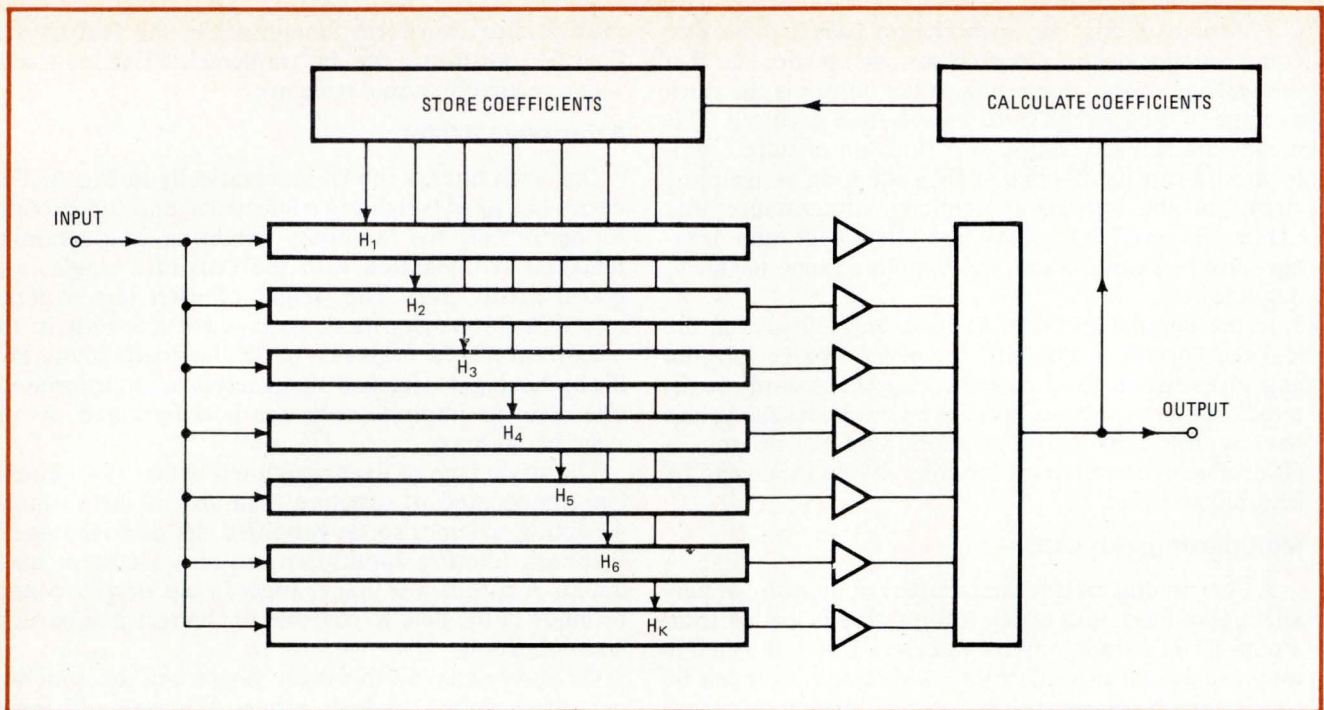 STORE COEFFICIENTS
CALCULATE COEFFICIENTS
INPUT
H1
H2
H3
H4
H5
H6
HK
OUTPUT